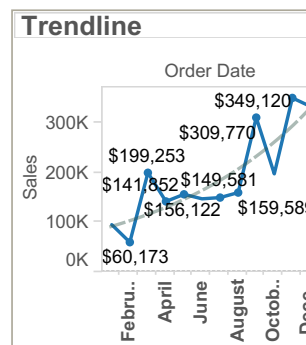 Trendline
Order Date
$349,120
300K
$309,770
$199,253
200K
$141,852 $149,581
$156,122
$159,589
100K
$60,173
0K
Sales
Febru..
April
June
August
Octob..